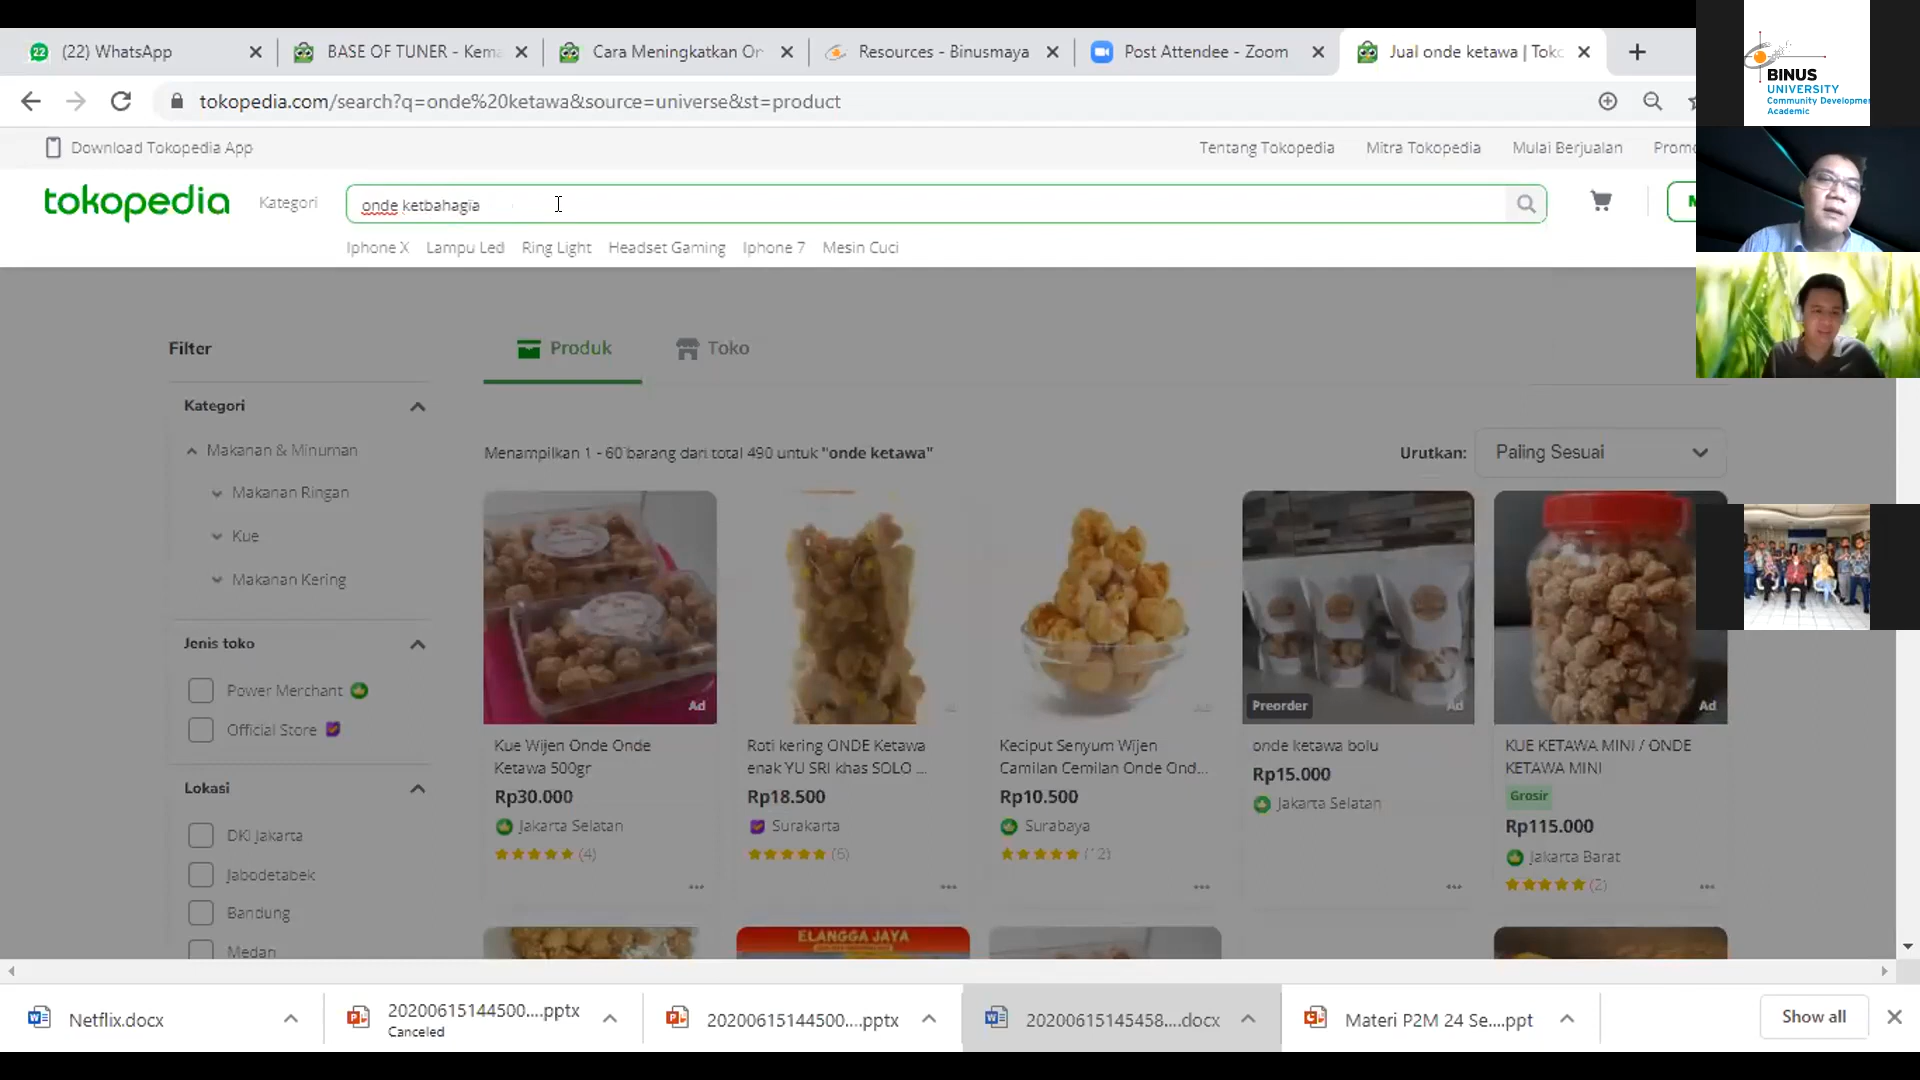 (22) WhatsApp
BASE OF TUNER - Kema
Cara Meningkatkan Or
Resources - Binusmaya
Post Attendee - Zoom
Jual onde ketawa | Tok
tokopedia.com/search?q=onde%20ketawa&source=universe&st=product
Download Tokopedia App
Tentang Tokopedia
Mitra Tokopedia
Mulai Berjualan
Promo
tokopedia
Kategori
onde ketbahagia
Iphone X
Lampu Led
Ring Light
Headset Gaming
Iphone 7
Mesin Cuci
BINUS
UNIVERSITY
Community Developme
Academic
Filter
Produk
Toko
Kategori
Makanan & Minuman
Makanan Ringan
Kue
Makanan Kering
Jenis toko
Power Merchant
Official Store
Lokasi
DKI Jakarta
Jabodetabek
Bandung
Medan
Menampilkan 1 - 60 barang dari total 490 untuk "onde ketawa"
Urutkan:
Paling Sesuai
Ad
Kue Wijen Onde Onde
Ketawa 500gr
Rp30.000
Jakarta Selatan
(4)
Ad
Roti kering ONDE Ketawa
enak YU SRI khas SOLO ...
Rp18.500
Surakarta
Ad
Keciput Senyum Wijen
Camilan Cemilan Onde Ond...
Rp10.500
Surabaya
(12)
Preorder
Ad
onde ketawa bolu
Rp15.000
Jakarta Selatan
Ad
KUE KETAWA MINI / ONDE
KETAWA MINI
Grosir
Rp115.000
Jakarta Barat
(2)
ELANGGA JAYA
Netflix.docx
20200615144500....pptx
Canceled
20200615144500....pptx
20200615145458....docx
Materi P2M 24 Se....ppt
Show all